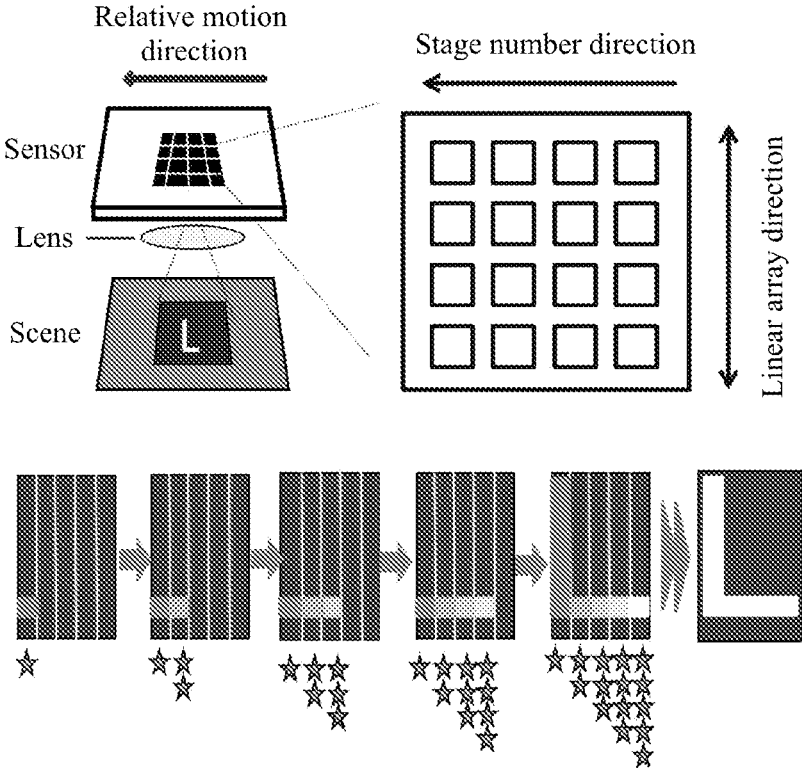 Relative motion
direction
Stage number direction
Sensor
Lens
Scene
L
Linear array direction
L